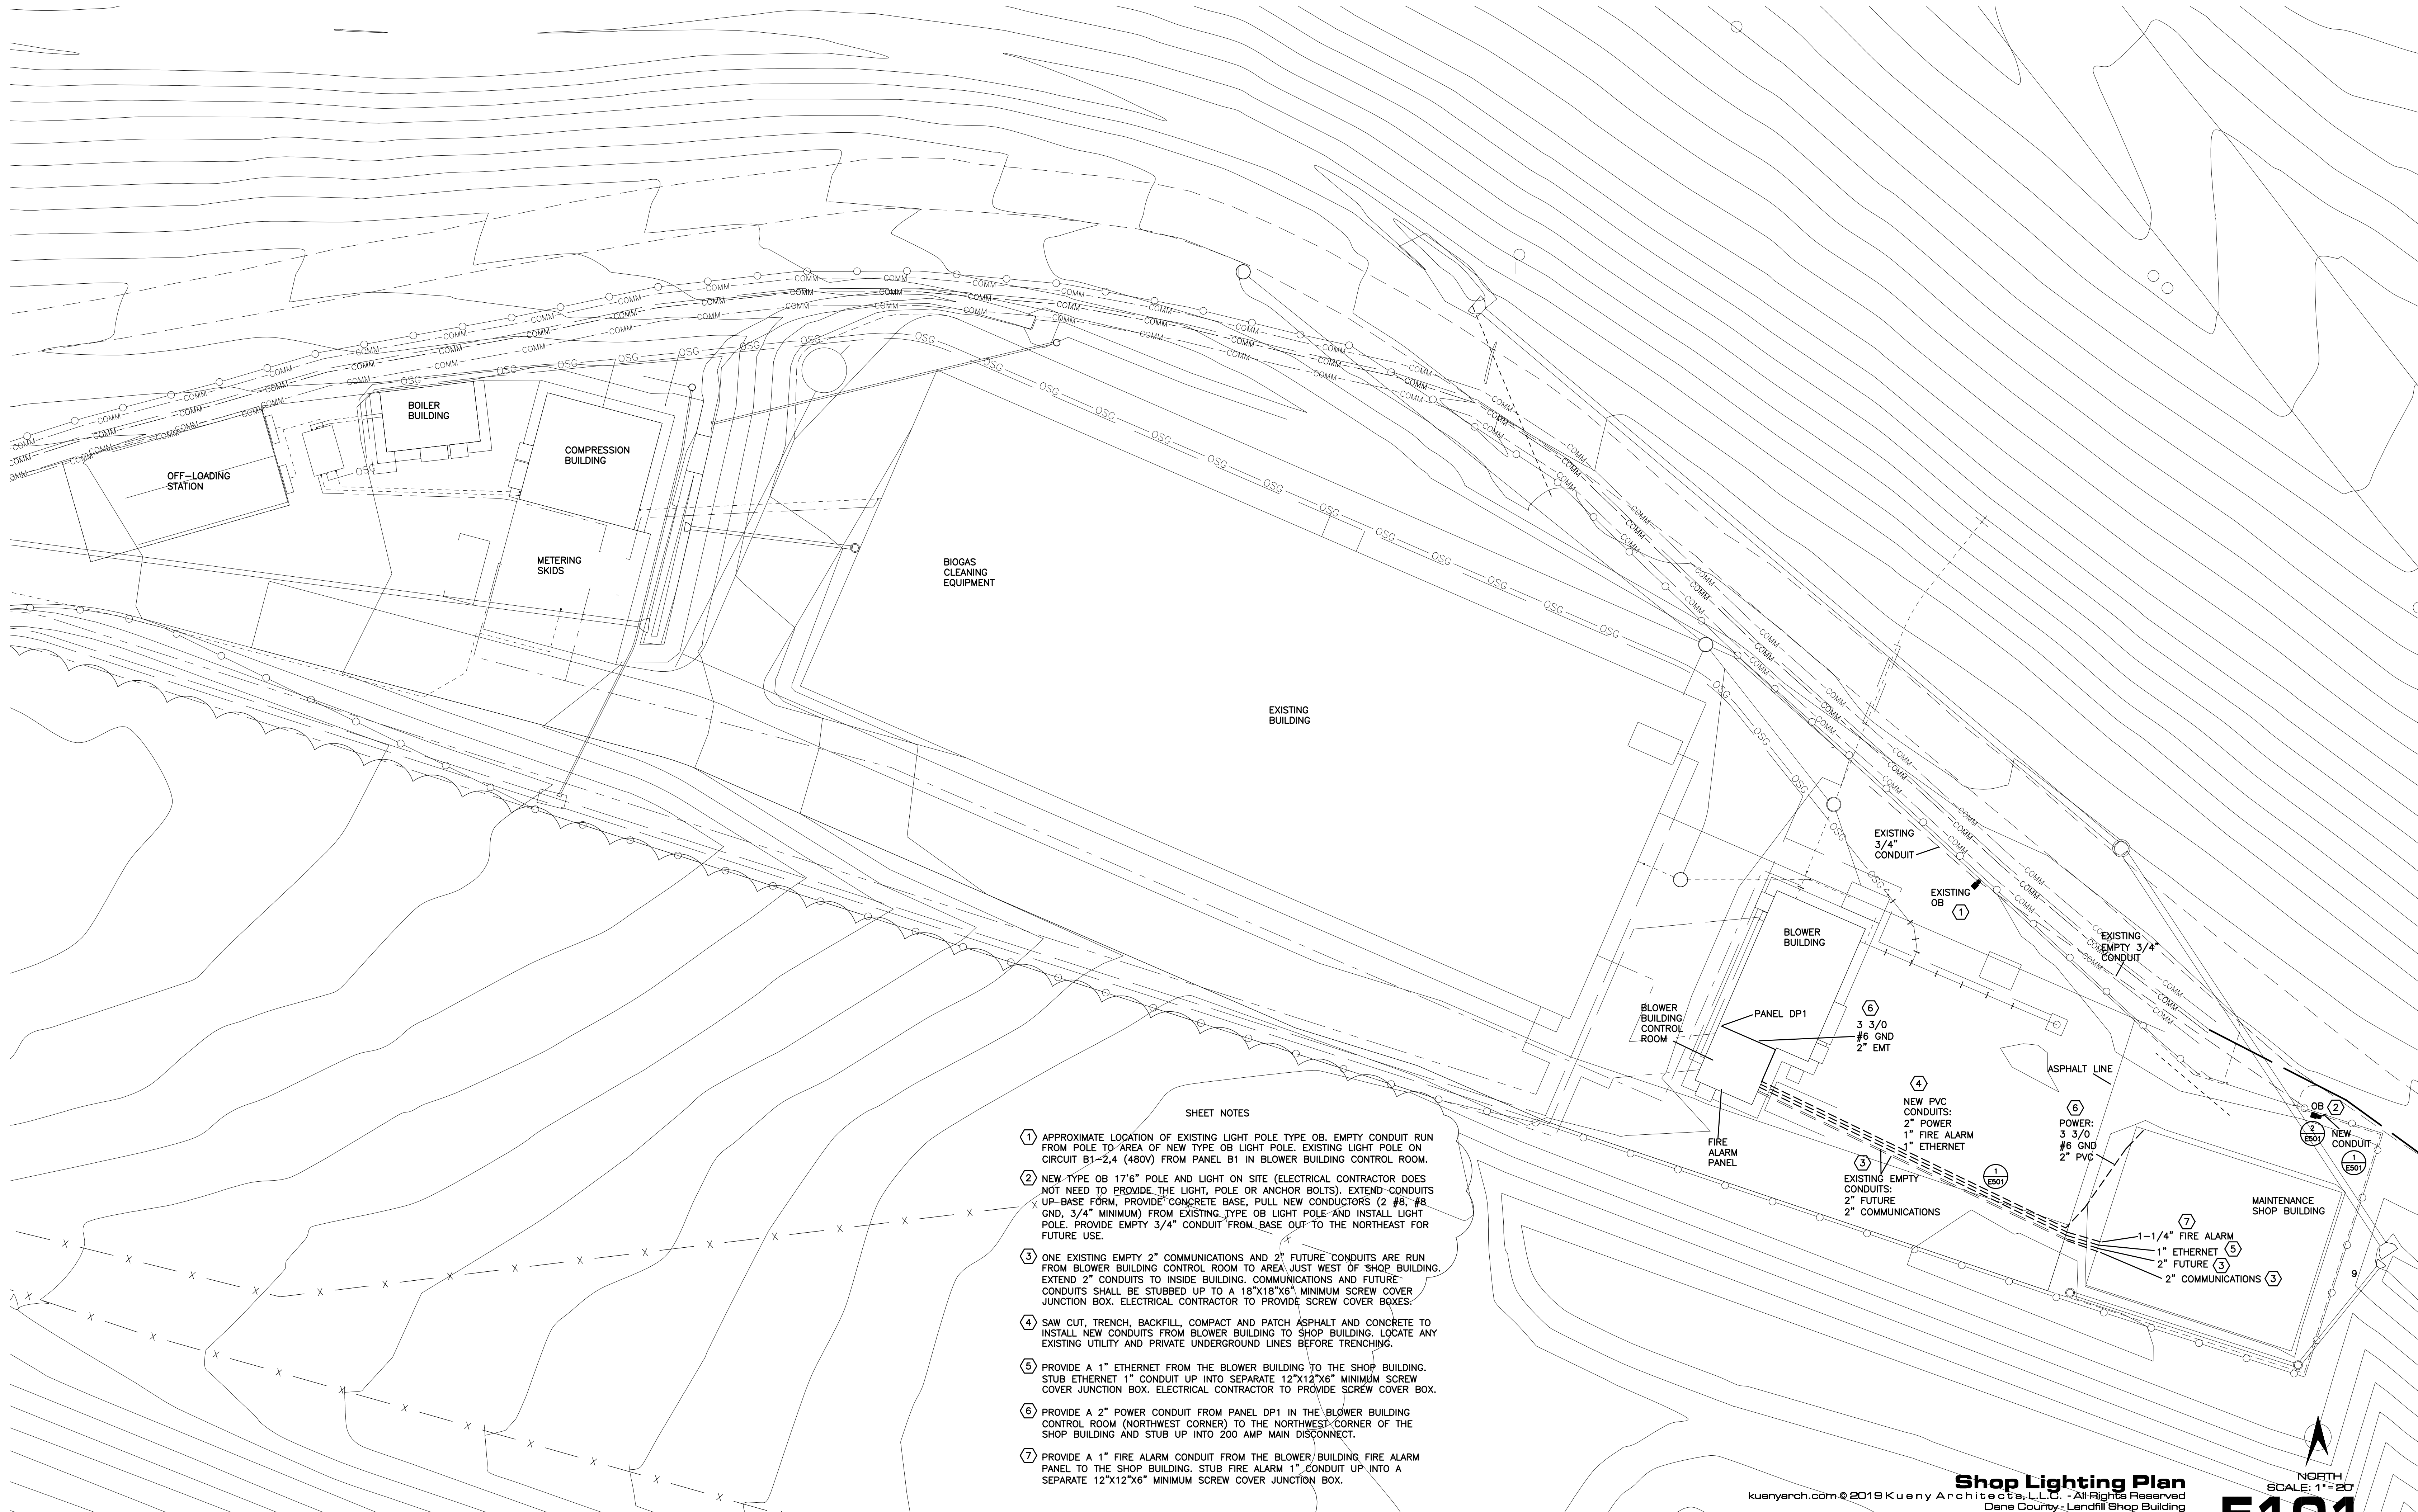 BOILER
BUILDING
COMPRESSION
BUILDING
OFF-LOADING
STATION
METERING
SKIDS
BIOGAS
CLEANING
EQUIPMENT
EXISTING
BUILDING
COMM
OSG
EXISTING
3/4"
CONDUIT
EXISTING
OB
1
BLOWER
BUILDING
EXISTING
EMPTY 3/4"
CONDUIT
BLOWER
BUILDING
CONTROL
ROOM
PANEL DP1
6
3 3/0
#6 GND
2" EMT
ASPHALT LINE
4
NEW PVC
CONDUITS:
2" POWER
1" FIRE ALARM
1" ETHERNET
6
POWER:
3 3/0
#6 GND
2" PVC
OB 2
2
E501
NEW
CONDUIT
1
E501
FIRE
ALARM
PANEL
3
EXISTING EMPTY
CONDUITS:
2" FUTURE
2" COMMUNICATIONS
1
E501
MAINTENANCE
SHOP BUILDING
7
1-1/4" FIRE ALARM
1" ETHERNET 5
2" FUTURE 3
2" COMMUNICATIONS 3
9
SHEET NOTES
1 APPROXIMATE LOCATION OF EXISTING LIGHT POLE TYPE OB. EMPTY CONDUIT RUN
FROM POLE TO AREA OF NEW TYPE OB LIGHT POLE. EXISTING LIGHT POLE ON
CIRCUIT B1-2,4 (480V) FROM PANEL B1 IN BLOWER BUILDING CONTROL ROOM.
2 NEW TYPE OB 17'6" POLE AND LIGHT ON SITE (ELECTRICAL CONTRACTOR DOES
NOT NEED TO PROVIDE THE LIGHT, POLE OR ANCHOR BOLTS). EXTEND CONDUITS
UP BASE FORM, PROVIDE CONCRETE BASE, PULL NEW CONDUCTORS (2 #8, #8
GND, 3/4" MINIMUM) FROM EXISTING TYPE OB LIGHT POLE AND INSTALL LIGHT
POLE. PROVIDE EMPTY 3/4" CONDUIT FROM BASE OUT TO THE NORTHEAST FOR
FUTURE USE.
3 ONE EXISTING EMPTY 2" COMMUNICATIONS AND 2" FUTURE CONDUITS ARE RUN
FROM BLOWER BUILDING CONTROL ROOM TO AREA JUST WEST OF SHOP BUILDING.
EXTEND 2" CONDUITS TO INSIDE BUILDING. COMMUNICATIONS AND FUTURE
CONDUITS SHALL BE STUBBED UP TO A 18"X18"X6" MINIMUM SCREW COVER
JUNCTION BOX. ELECTRICAL CONTRACTOR TO PROVIDE SCREW COVER BOXES.
4 SAW CUT, TRENCH, BACKFILL, COMPACT AND PATCH ASPHALT AND CONCRETE TO
INSTALL NEW CONDUITS FROM BLOWER BUILDING TO SHOP BUILDING. LOCATE ANY
EXISTING UTILITY AND PRIVATE UNDERGROUND LINES BEFORE TRENCHING.
5 PROVIDE A 1" ETHERNET FROM THE BLOWER BUILDING TO THE SHOP BUILDING.
STUB ETHERNET 1" CONDUIT UP INTO SEPARATE 12"X12"X6" MINIMUM SCREW
COVER JUNCTION BOX. ELECTRICAL CONTRACTOR TO PROVIDE SCREW COVER BOX.
6 PROVIDE A 2" POWER CONDUIT FROM PANEL DP1 IN THE BLOWER BUILDING
CONTROL ROOM (NORTHWEST CORNER) TO THE NORTHWEST CORNER OF THE
SHOP BUILDING AND STUB UP INTO 200 AMP MAIN DISCONNECT.
7 PROVIDE A 1" FIRE ALARM CONDUIT FROM THE BLOWER BUILDING FIRE ALARM
PANEL TO THE SHOP BUILDING. STUB FIRE ALARM 1" CONDUIT UP INTO A
SEPARATE 12"X12"X6" MINIMUM SCREW COVER JUNCTION BOX.
Shop Lighting Plan
kuenyarch.com © 2019 Kueny Architects, L.L.C. - All Rights Reserved
Dane County - Landfill Shop Building
NORTH
SCALE: 1" = 20'
E101